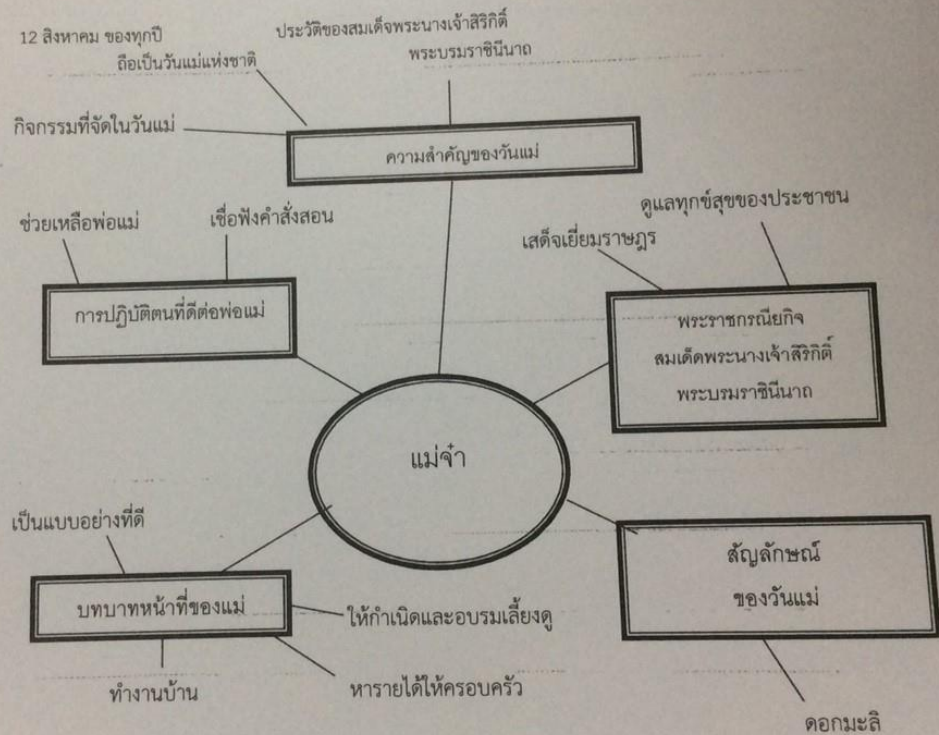 12 สิงหาคม ของทุกปี
ถือเป็นวันแม่แห่งชาติ
ประวัติของสมเด็จพระนางเจ้าสิริกิติ์
พระบรมราชินีนาถ
กิจกรรมที่จัดในวันแม่
ความสำคัญของวันแม่
ช่วยเหลือพ่อแม่
เชื่อฟังคำสั่งสอน
การปฏิบัติตนที่ดีต่อพ่อแม่
ดูแลทุกข์สุขของประชาชน
เสด็จเยี่ยมราษฎร
พระราชกรณียกิจ
สมเด็ดพระนางเจ้าสิริกิติ์
พระบรมราชินีนาถ
แม่จ๋า
เป็นแบบอย่างที่ดี
บทบาทหน้าที่ของแม่
ให้กำเนิดและอบรมเลี้ยงดู
ทำงานบ้าน
หารายได้ให้ครอบครัว
สัญลักษณ์
ของวันแม่
ดอกมะลิ